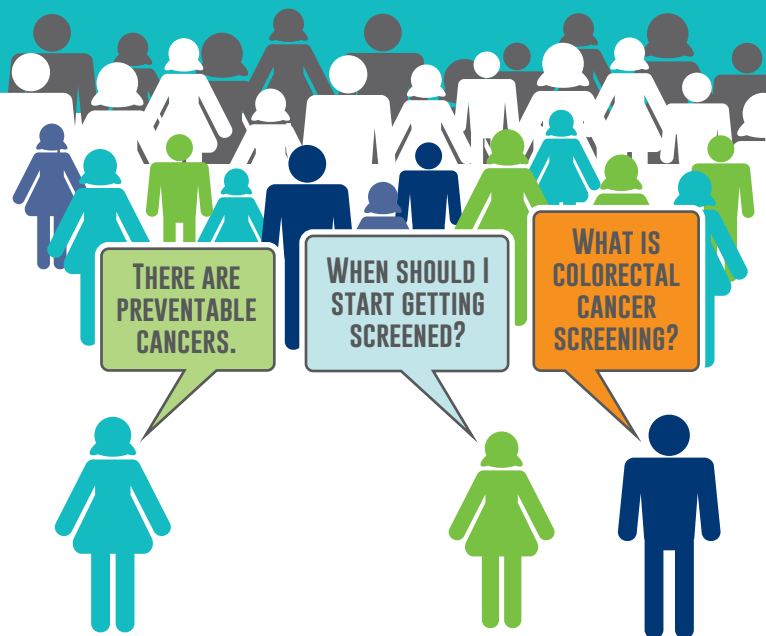 THERE ARE
PREVENTABLE
CANCERS.
WHEN SHOULD I
START GETTING
SCREENED?
WHAT IS
COLORECTAL
CANCER
SCREENING?